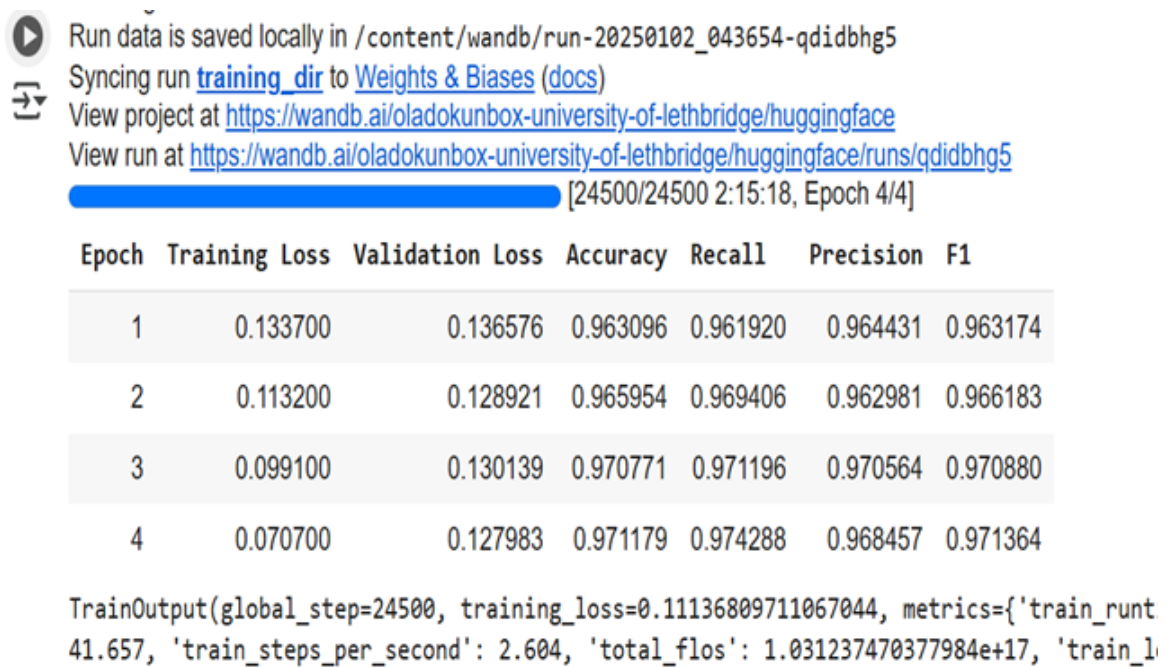 Run data is saved locally in /content/wandb/run-20250102_043654-qdidbhg5
Syncing run training_dir to Weights & Biases (docs)
View project at https://wandb.ai/oladokunbox-university-of-lethbridge/huggingface
View run at https://wandb.ai/oladokunbox-university-of-lethbridge/huggingface/runs/qdidbhg5
[24500/24500 2:15:18, Epoch 4/4]
Epoch Training Loss Validation Loss Accuracy Recall Precision F1
1 0.133700 0.136576 0.963096 0.961920 0.964431 0.963174
2 0.113200 0.128921 0.965954 0.969406 0.962981 0.966183
3 0.099100 0.130139 0.970771 0.971196 0.970564 0.970880
4 0.070700 0.127983 0.971179 0.974288 0.968457 0.971364
TrainOutput(global_step=24500, training_loss=0.11136809711067044, metrics={'train_runt
41.657, 'train_steps_per_second': 2.604, 'total_flos': 1.031237470377984e+17, 'train_l